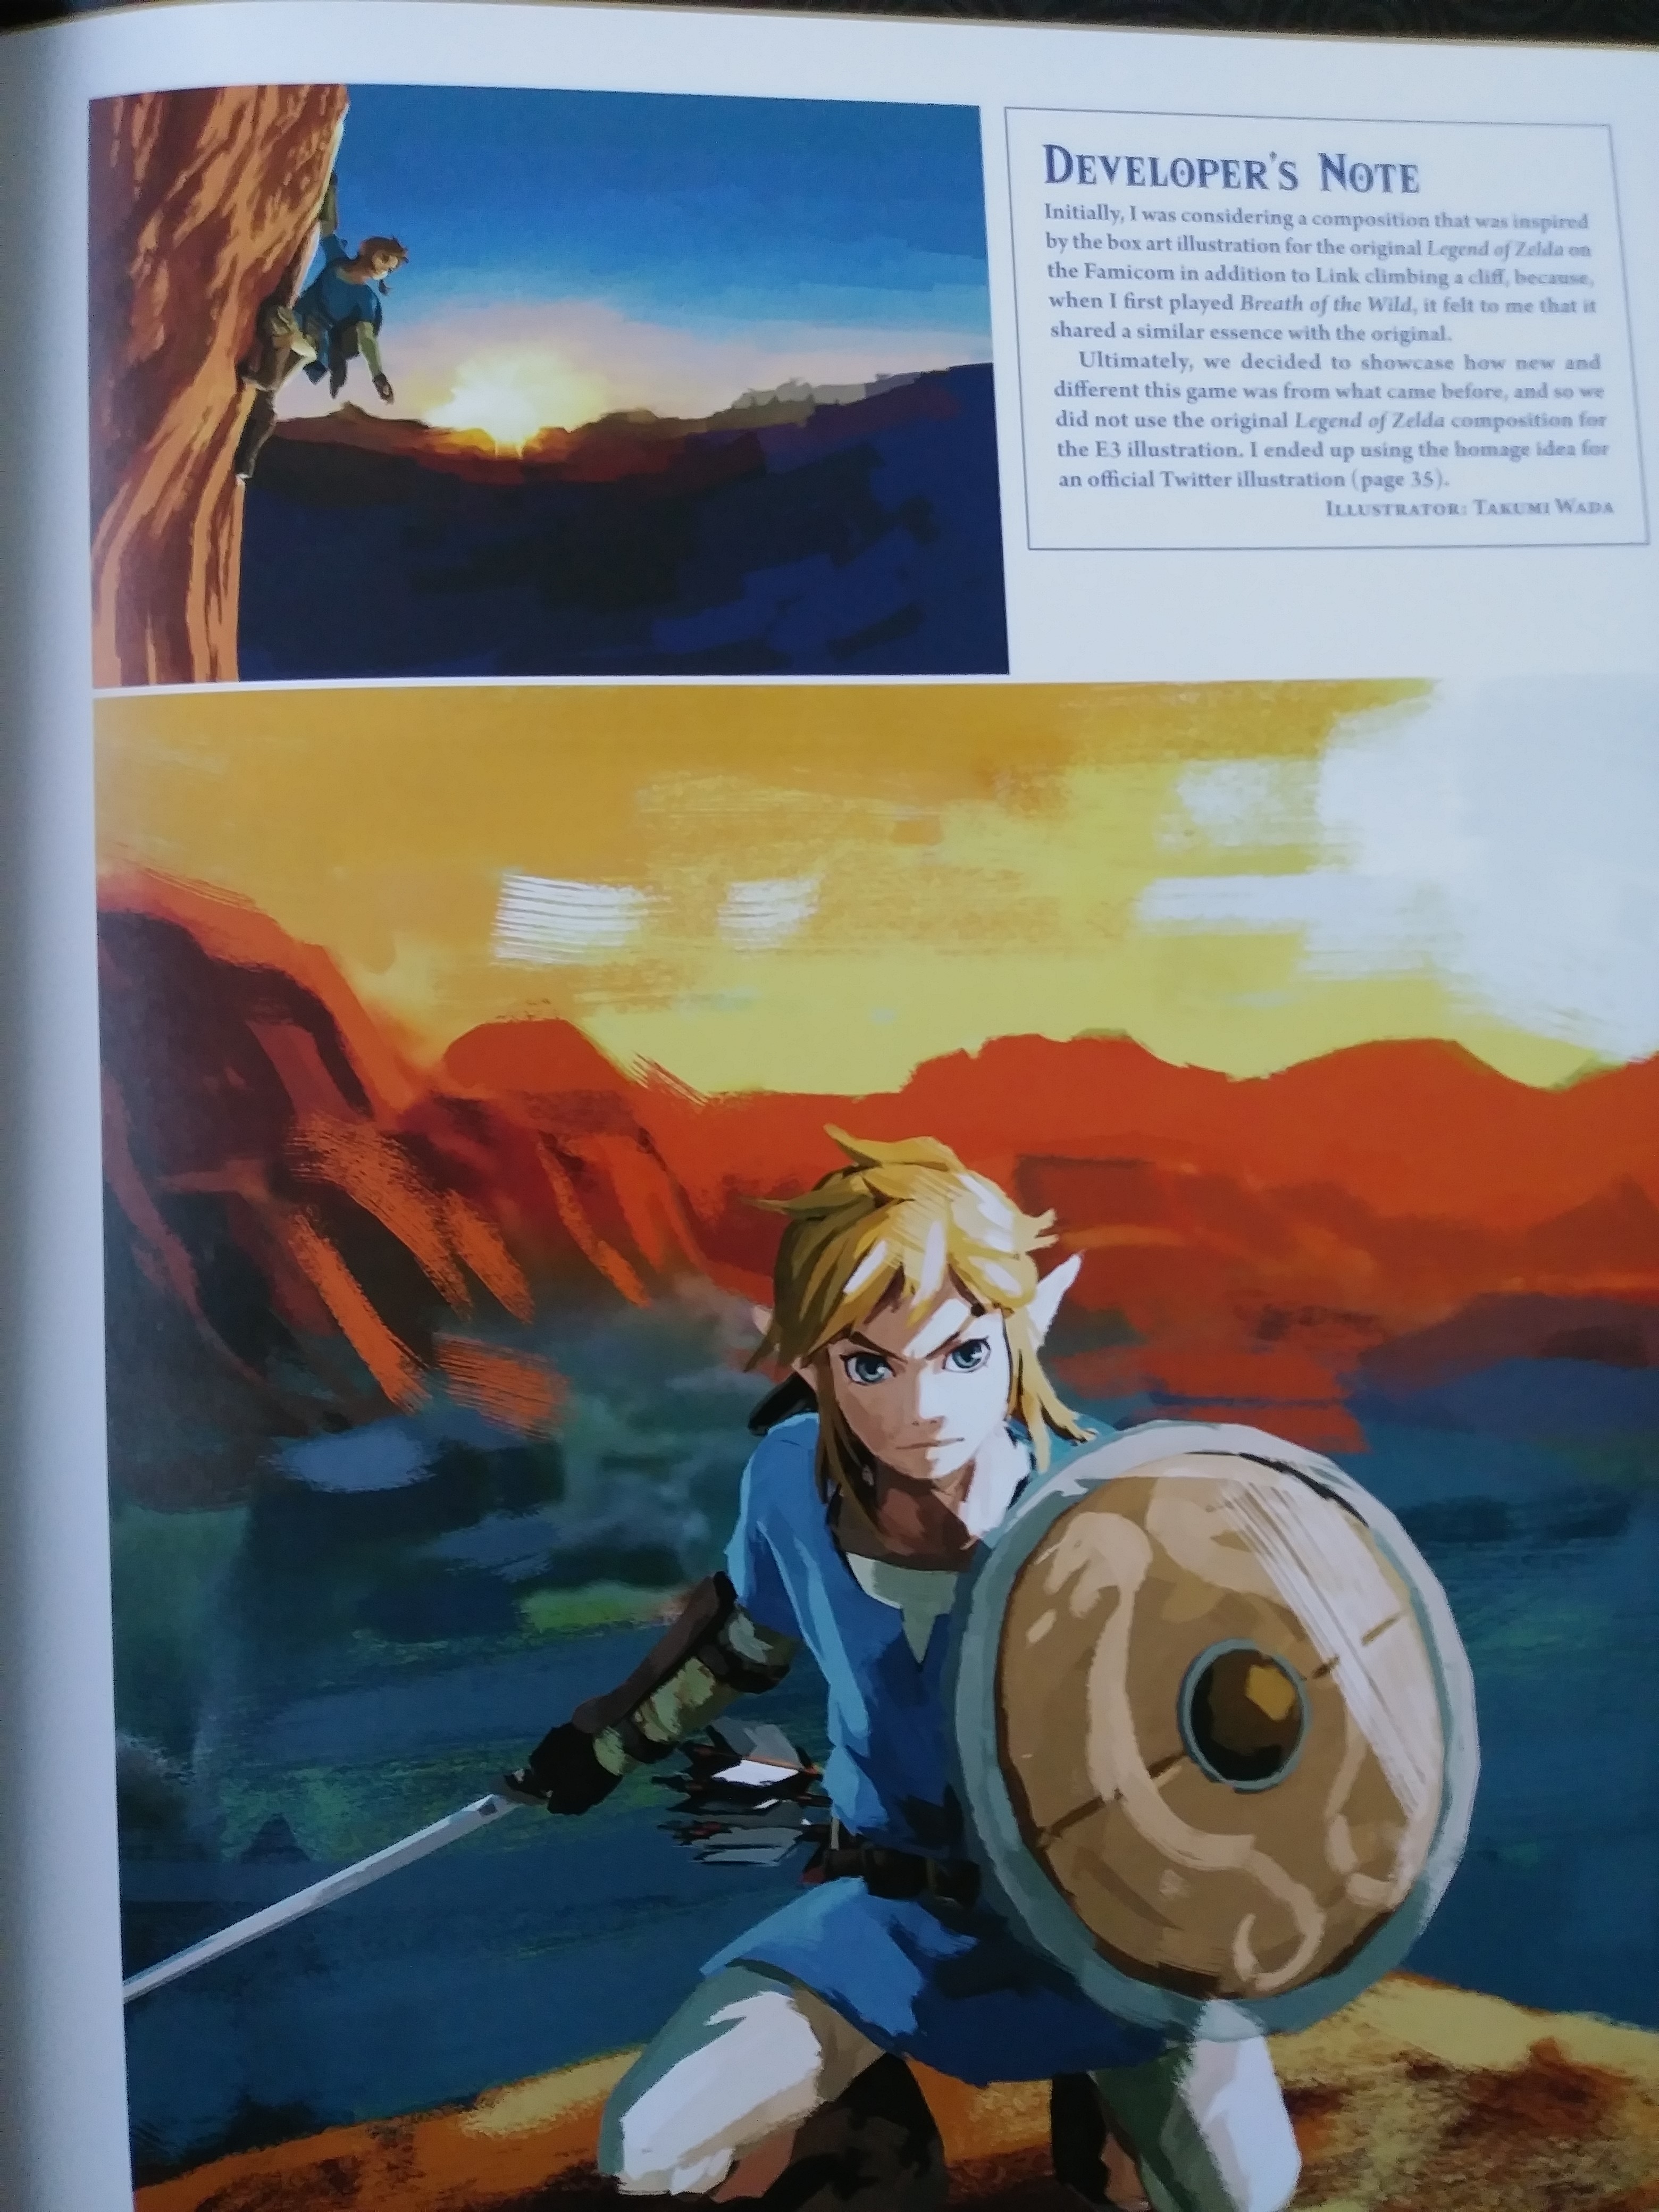 DEVELOPER'S NOTE
Initially, I was considering a composition that was inspired
by the box art illustration for the original Legend of Zelda on
the Famicom in addition to Link climbing a cliff, because,
when I first played Breath of the Wild, it felt to me that it
shared a similar essence with the original.
Ultimately, we decided to showcase how new and
different this game was from what came before, and so we
did not use the original Legend of Zelda composition for
the E3 illustration. I ended up using the homage idea for
an official Twitter illustration (page 35).
ILLUSTRATOR: TAKUMI WADA